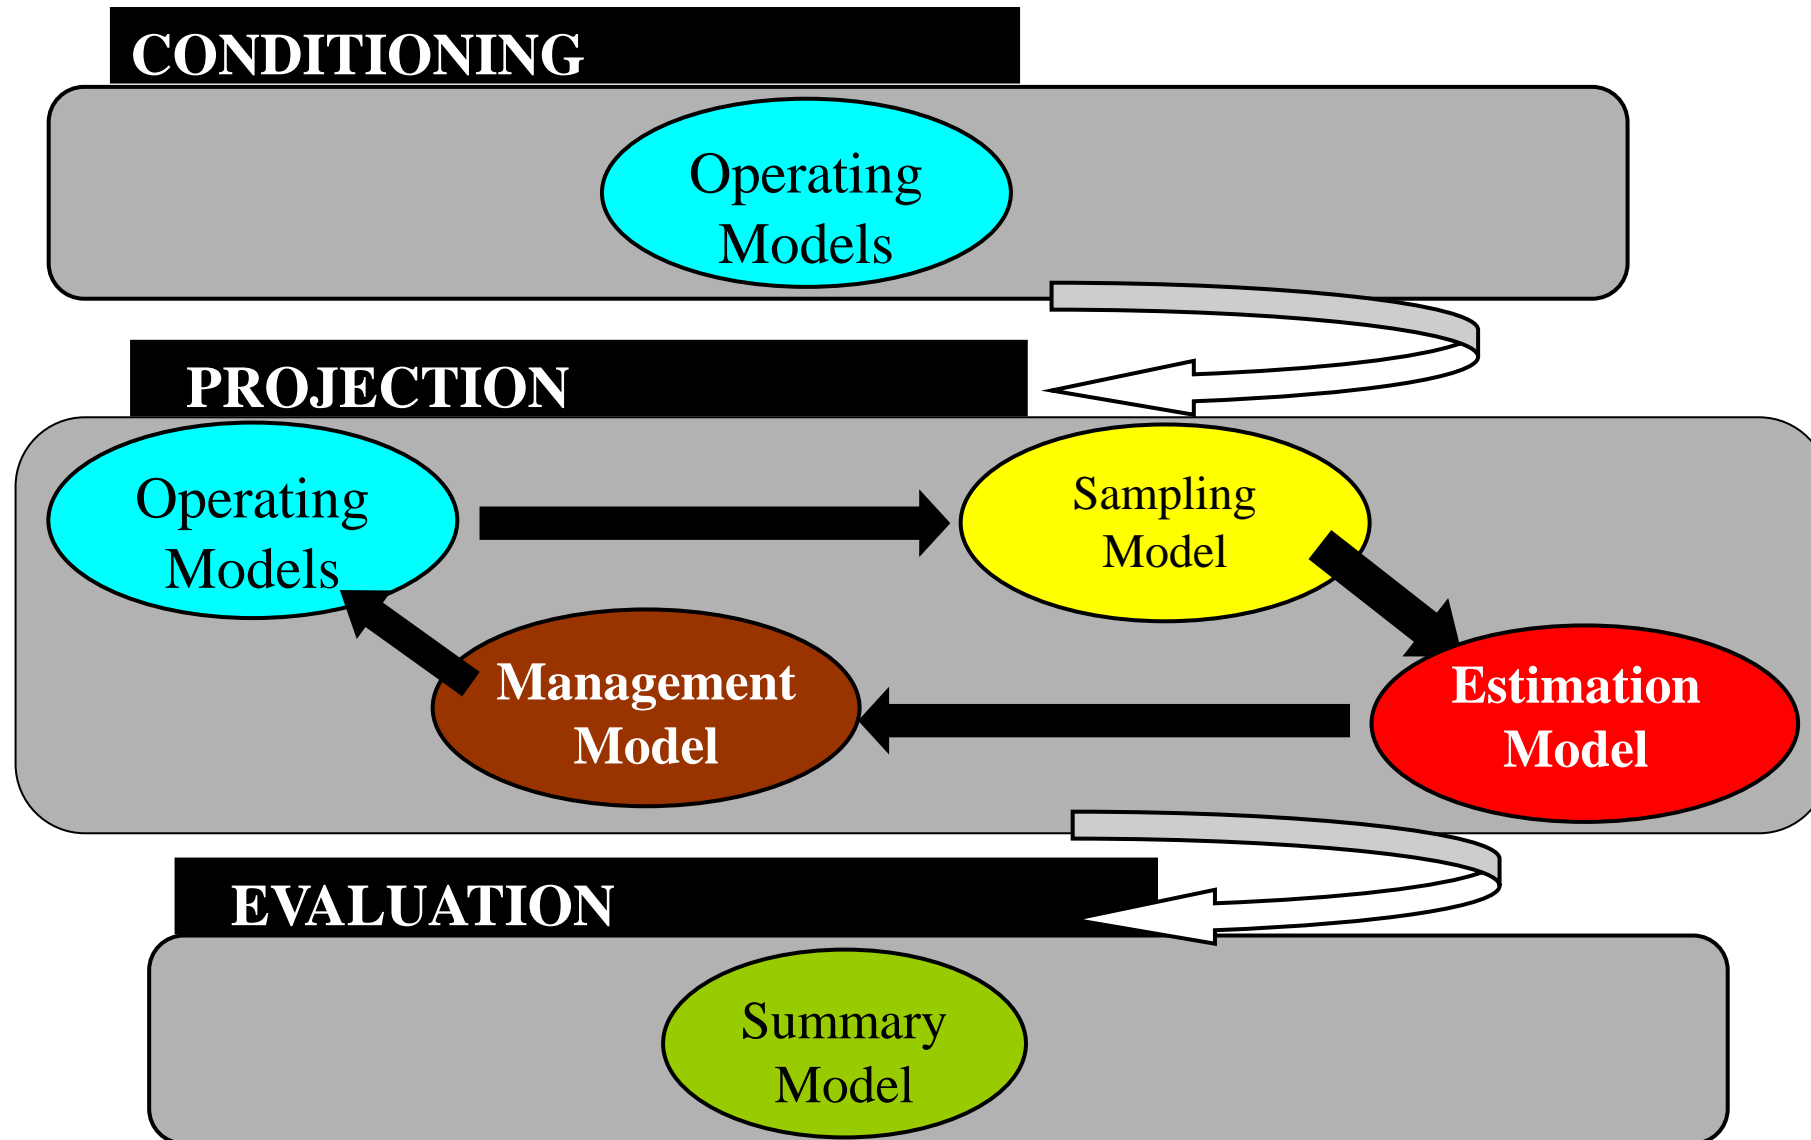 CONDITIONING
Operating
Models
PROJECTION
Operating
Models
Sampling
Model
Management
Model
Estimation
Model
EVALUATION
Summary
Model